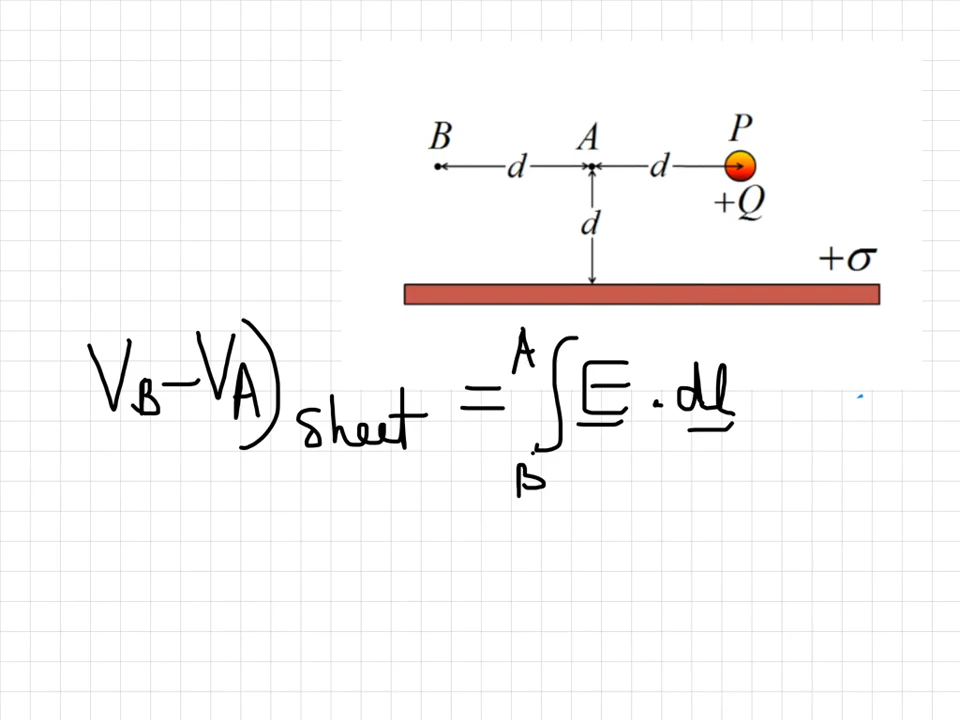 B A P
d d
+Q
d
+σ
V_B - V_A)_sheet = ∫_B^A E . dl